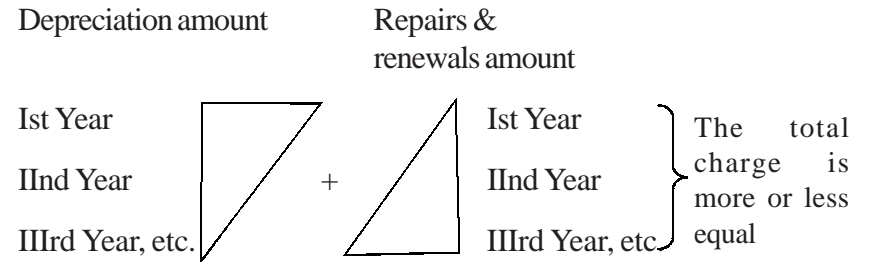 Depreciation amount
Repairs &
renewals amount
Ist Year
IInd Year
IIIrd Year, etc.
+
Ist Year
IInd Year
IIIrd Year, etc.
The total
charge is
more or less
equal